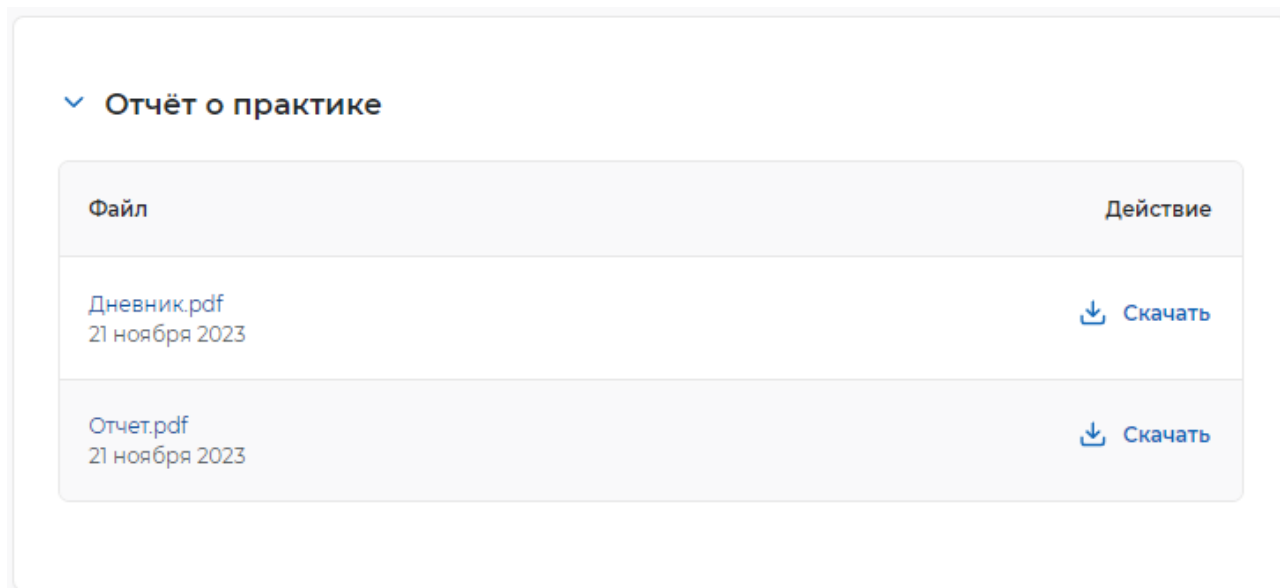 Отчёт о практике
Файл Действие
Дневник.pdf
21 ноября 2023
Скачать
Отчет.pdf
21 ноября 2023
Скачать